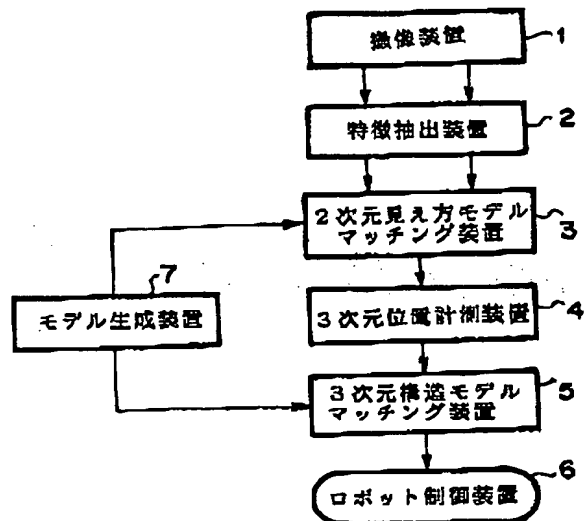 撮像装置
1
特徴抽出装置
2
2次元見え方モデル
マッチング装置
3
7
モデル生成装置
3次元位置計測装置
4
3次元構造モデル
マッチング装置
5
ロボット制御装置
6